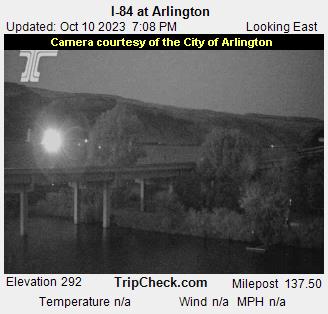 I-84 at Arlington
Updated: Oct 10 2023 7:08 PM Looking East
Camera courtesy of the City of Arlington
Elevation 292 TripCheck.com Milepost 137.50
Temperature n/a Wind n/a MPH n/a